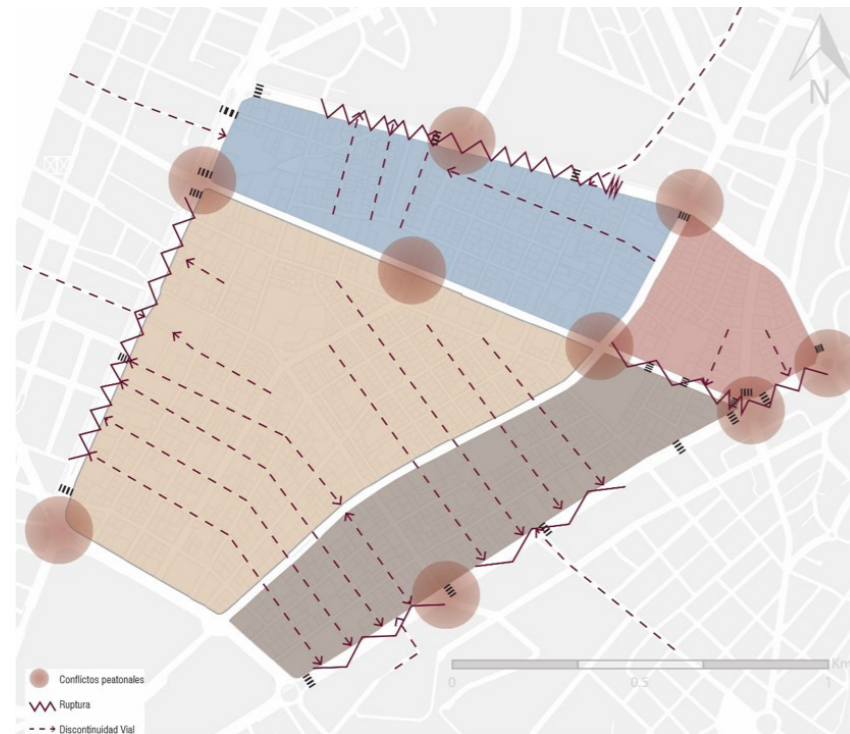 N
Conflictos peatonales
Ruptura
Discontinuidad Vial
Km
0
0.5
1